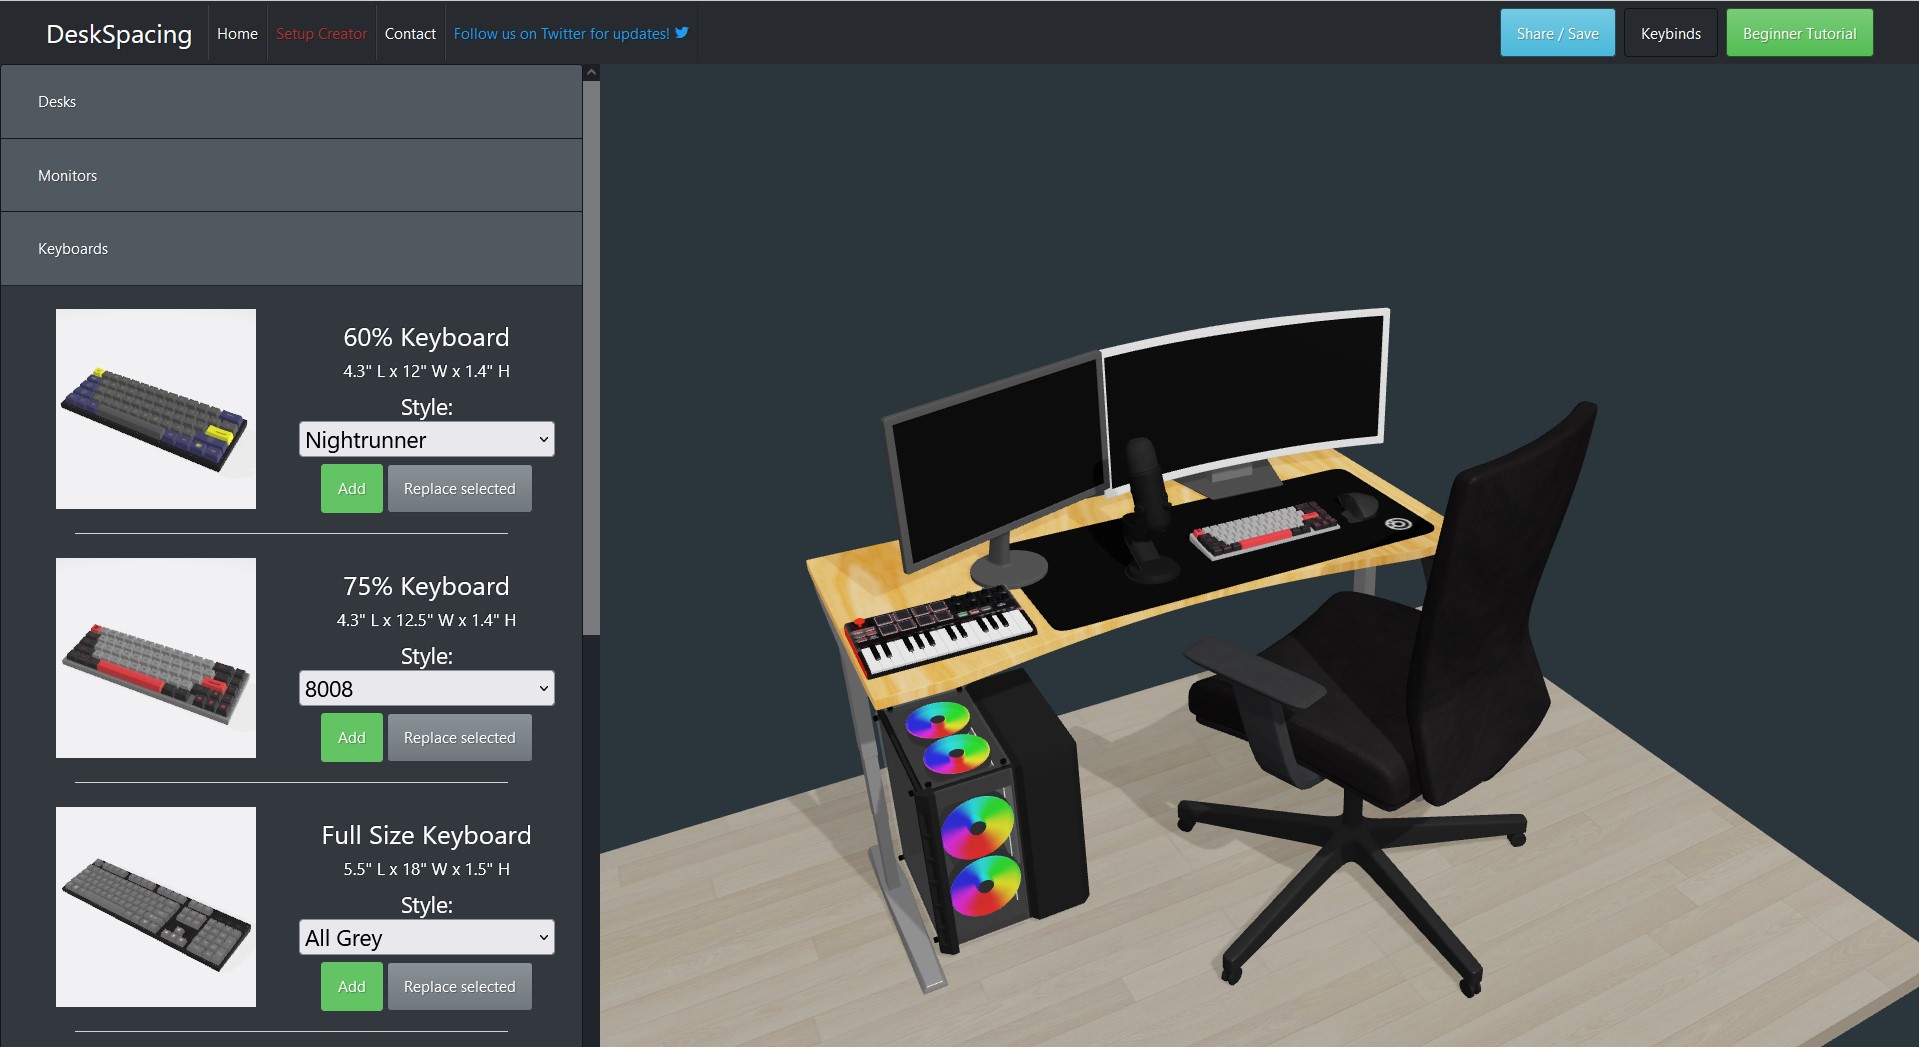 DeskSpacing
Home
Setup Creator
Contact
Follow us on Twitter for updates!
Share / Save
Keybinds
Beginner Tutorial
Desks
Monitors
Keyboards
60% Keyboard
4.3" L x 12" W x 1.4" H
Style:
Nightrunner
Add
Replace selected
75% Keyboard
4.3" L x 12.5" W x 1.4" H
Style:
8008
Add
Replace selected
Full Size Keyboard
5.5" L x 18" W x 1.5" H
Style:
All Grey
Add
Replace selected